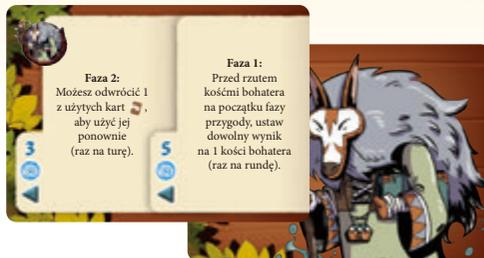 Faza 2:
Możesz odwrócić 1
z użytych kart ,
aby użyć jej
ponownie
(raz na turę).
3
Faza 1:
Przed rzutem
kośćmi bohatera
na początku fazy
przygody, ustaw
dowolny wynik
na 1 kości bohatera
(raz na rundę).
5